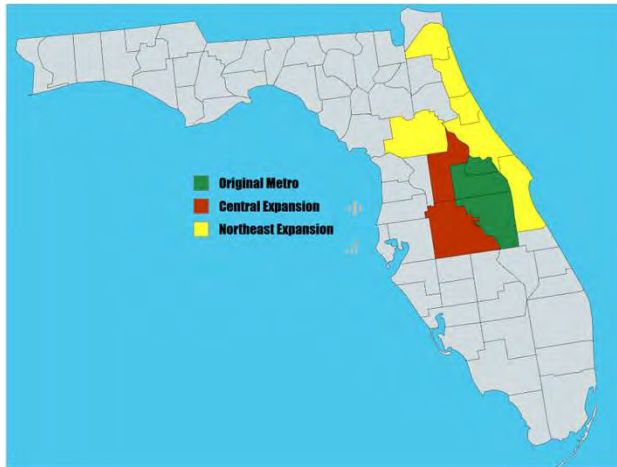 Original Metro
Central Expansion
Northeast Expansion